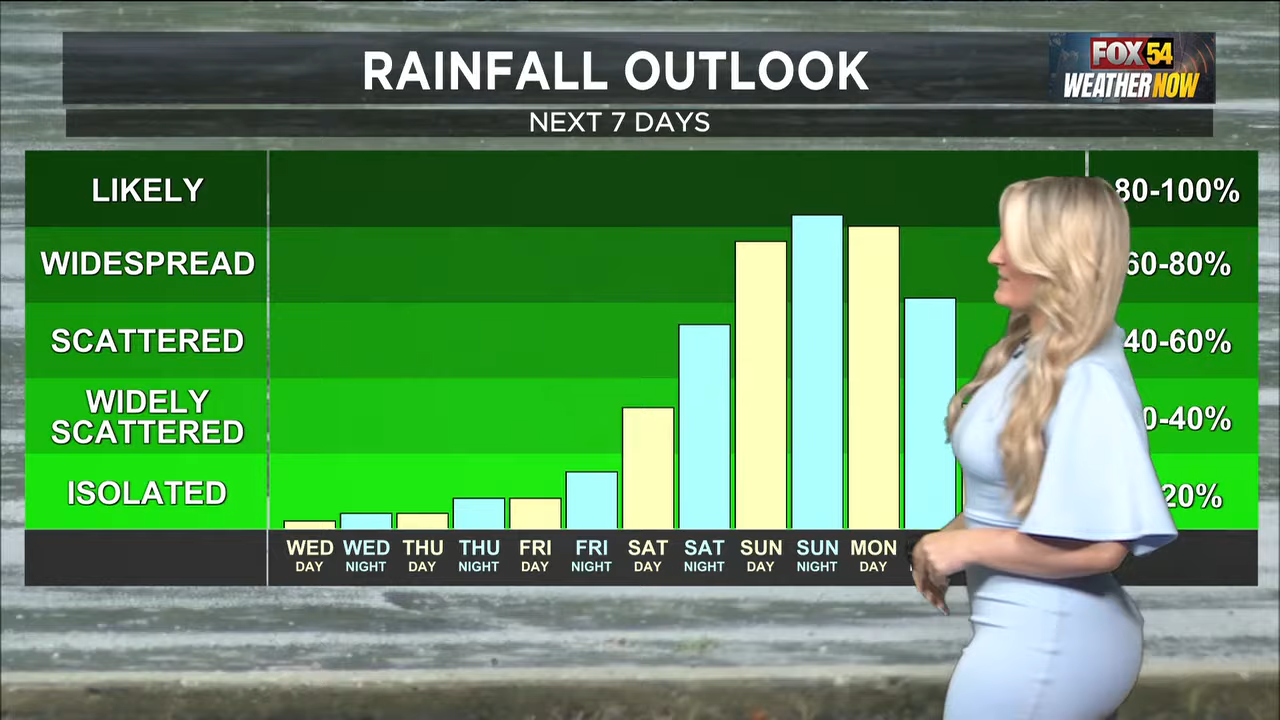 RAINFALL OUTLOOK
FOX 54
WEATHER NOW
NEXT 7 DAYS
LIKELY
80-100%
WIDESPREAD
60-80%
SCATTERED
40-60%
WIDELY
SCATTERED
0-40%
ISOLATED
20%
WED WED THU THU FRI FRI SAT SAT SUN SUN MON
DAY NIGHT DAY NIGHT DAY NIGHT DAY NIGHT DAY NIGHT DAY